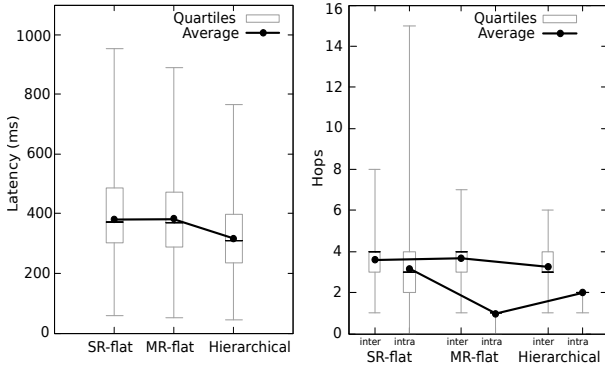 1000
800
600
400
200
0
Latency (ms)
Quartiles
Average
SR-flat MR-flat Hierarchical
16
14
12
10
8
6
4
2
0
Hops
Quartiles
Average
inter intra inter intra inter intra
SR-flat MR-flat Hierarchical